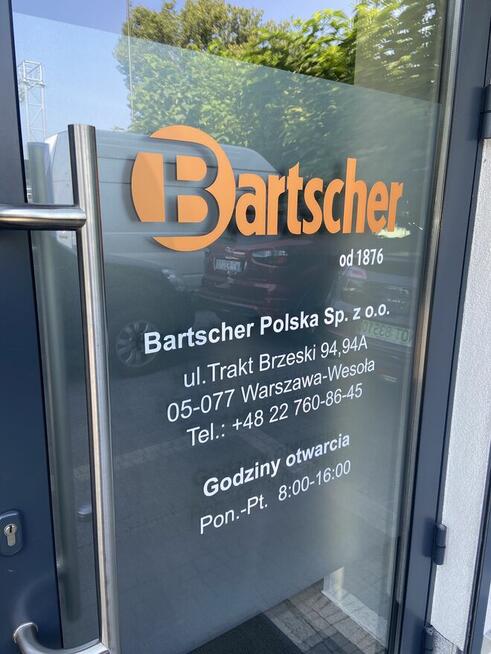 Bartscher
od 1876
Bartscher Polska Sp. z o.o.
ul.Trakt Brzeski 94,94A
05-077 Warszawa-Wesoła
Tel.: +48 22 760-86-45
Godziny otwarcia
Pon.-Pt. 8:00-16:00